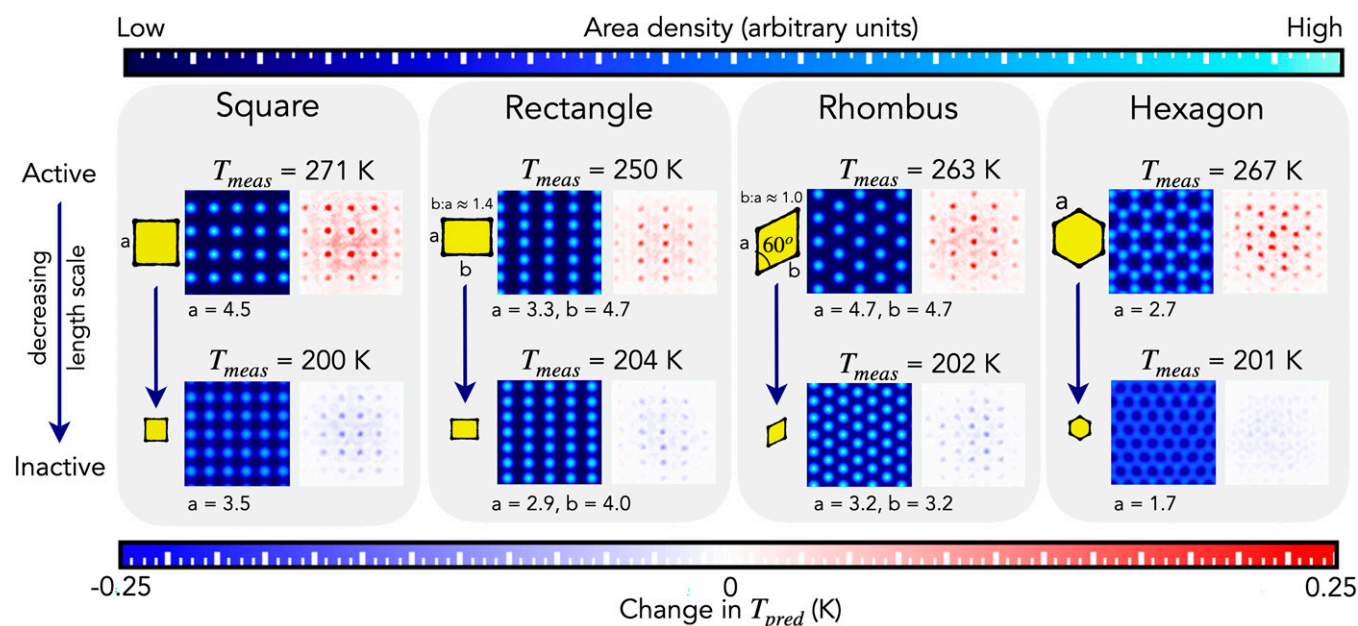 Low Area density (arbitrary units) High
Square Rectangle Rhombus Hexagon
Active
T_meas = 271 K T_meas = 250 K T_meas = 263 K T_meas = 267 K
b:a ≈ 1.4 b:a ≈ 1.0
a a b a 60° b a
a = 4.5 a = 3.3, b = 4.7 a = 4.7, b = 4.7 a = 2.7
decreasing
length scale
T_meas = 200 K T_meas = 204 K T_meas = 202 K T_meas = 201 K
Inactive
a = 3.5 a = 2.9, b = 4.0 a = 3.2, b = 3.2 a = 1.7
-0.25 0 0.25
Change in T_pred (K)